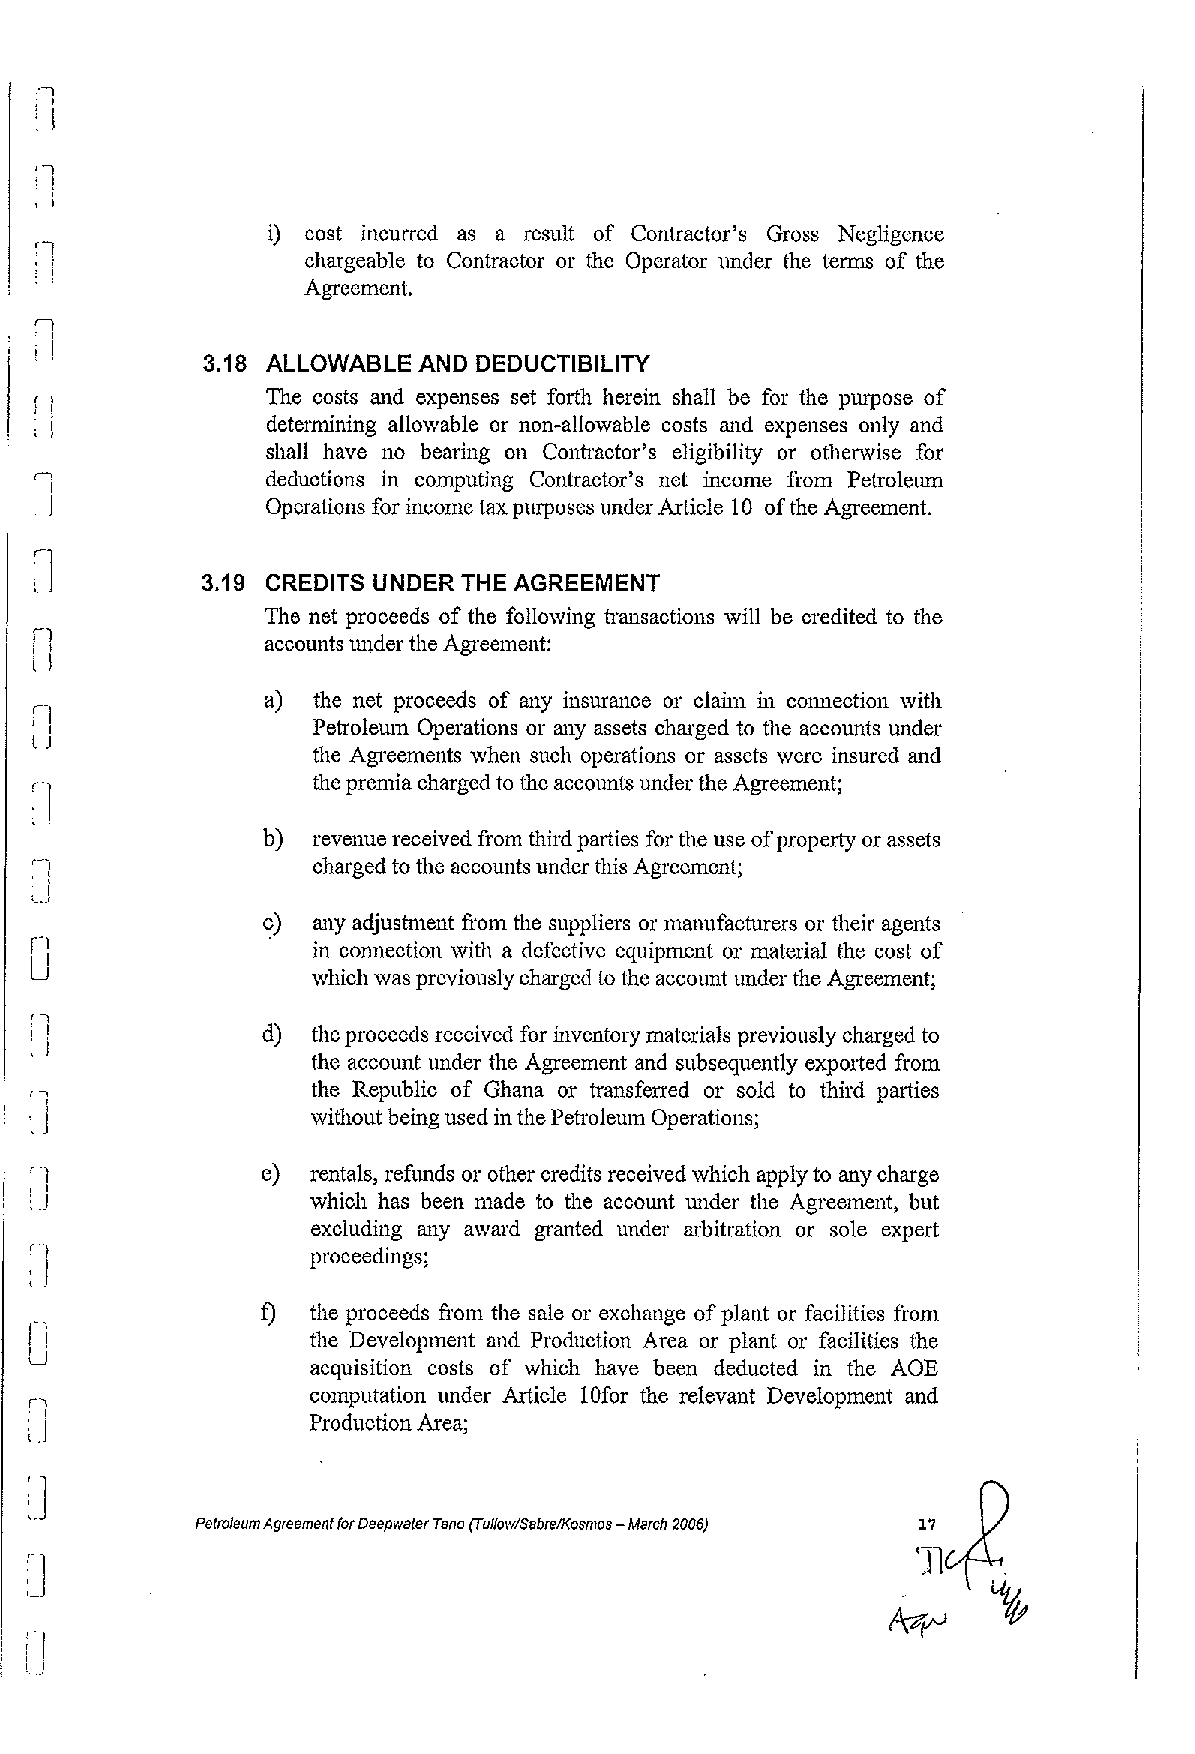 i) cost incurred as a result of Contractor's Gross Negligence
chargeable to Contractor or the Operator under the terms of the
Agreement.
3.18 ALLOWABLE AND DEDUCTIBILITY
The costs and expenses set forth herein shall be for the purpose of
determining allowable or non-allowable costs and expenses only and
shall have no bearing on Contractor's eligibility or otherwise for
deductions in computing Contractor's net income from Petroleum
Operations for income tax purposes under Article 10 of the Agreement.
3.19 CREDITS UNDER THE AGREEMENT
The net proceeds of the following transactions will be credited to the
accounts under the Agreement:
a) the net proceeds of any insurance or claim in connection with
Petroleum Operations or any assets charged to the accounts under
the Agreements when such operations or assets were insured and
the premia charged to the accounts under the Agreement;
b) revenue received from third parties for the use of property or assets
charged to the accounts under this Agreement;
c) any adjustment from the suppliers or manufacturers or their agents
in connection with a defective equipment or material the cost of
which was previously charged to the account under the Agreement;
d) the proceeds received for inventory materials previously charged to
the account under the Agreement and subsequently exported from
the Republic of Ghana or transferred or sold to third parties
without being used in the Petroleum Operations;
e) rentals, refunds or other credits received which apply to any charge
which has been made to the account under the Agreement, but
excluding any award granted under arbitration or sole expert
proceedings;
f) the proceeds from the sale or exchange of plant or facilities from
the Development and Production Area or plant or facilities the
acquisition costs of which have been deducted in the AOE
computation under Article 10for the relevant Development and
Production Area;
Petroleum Agreement for Deepwater Tano (Tullow/Sabre/Kosmos – March 2006) 17